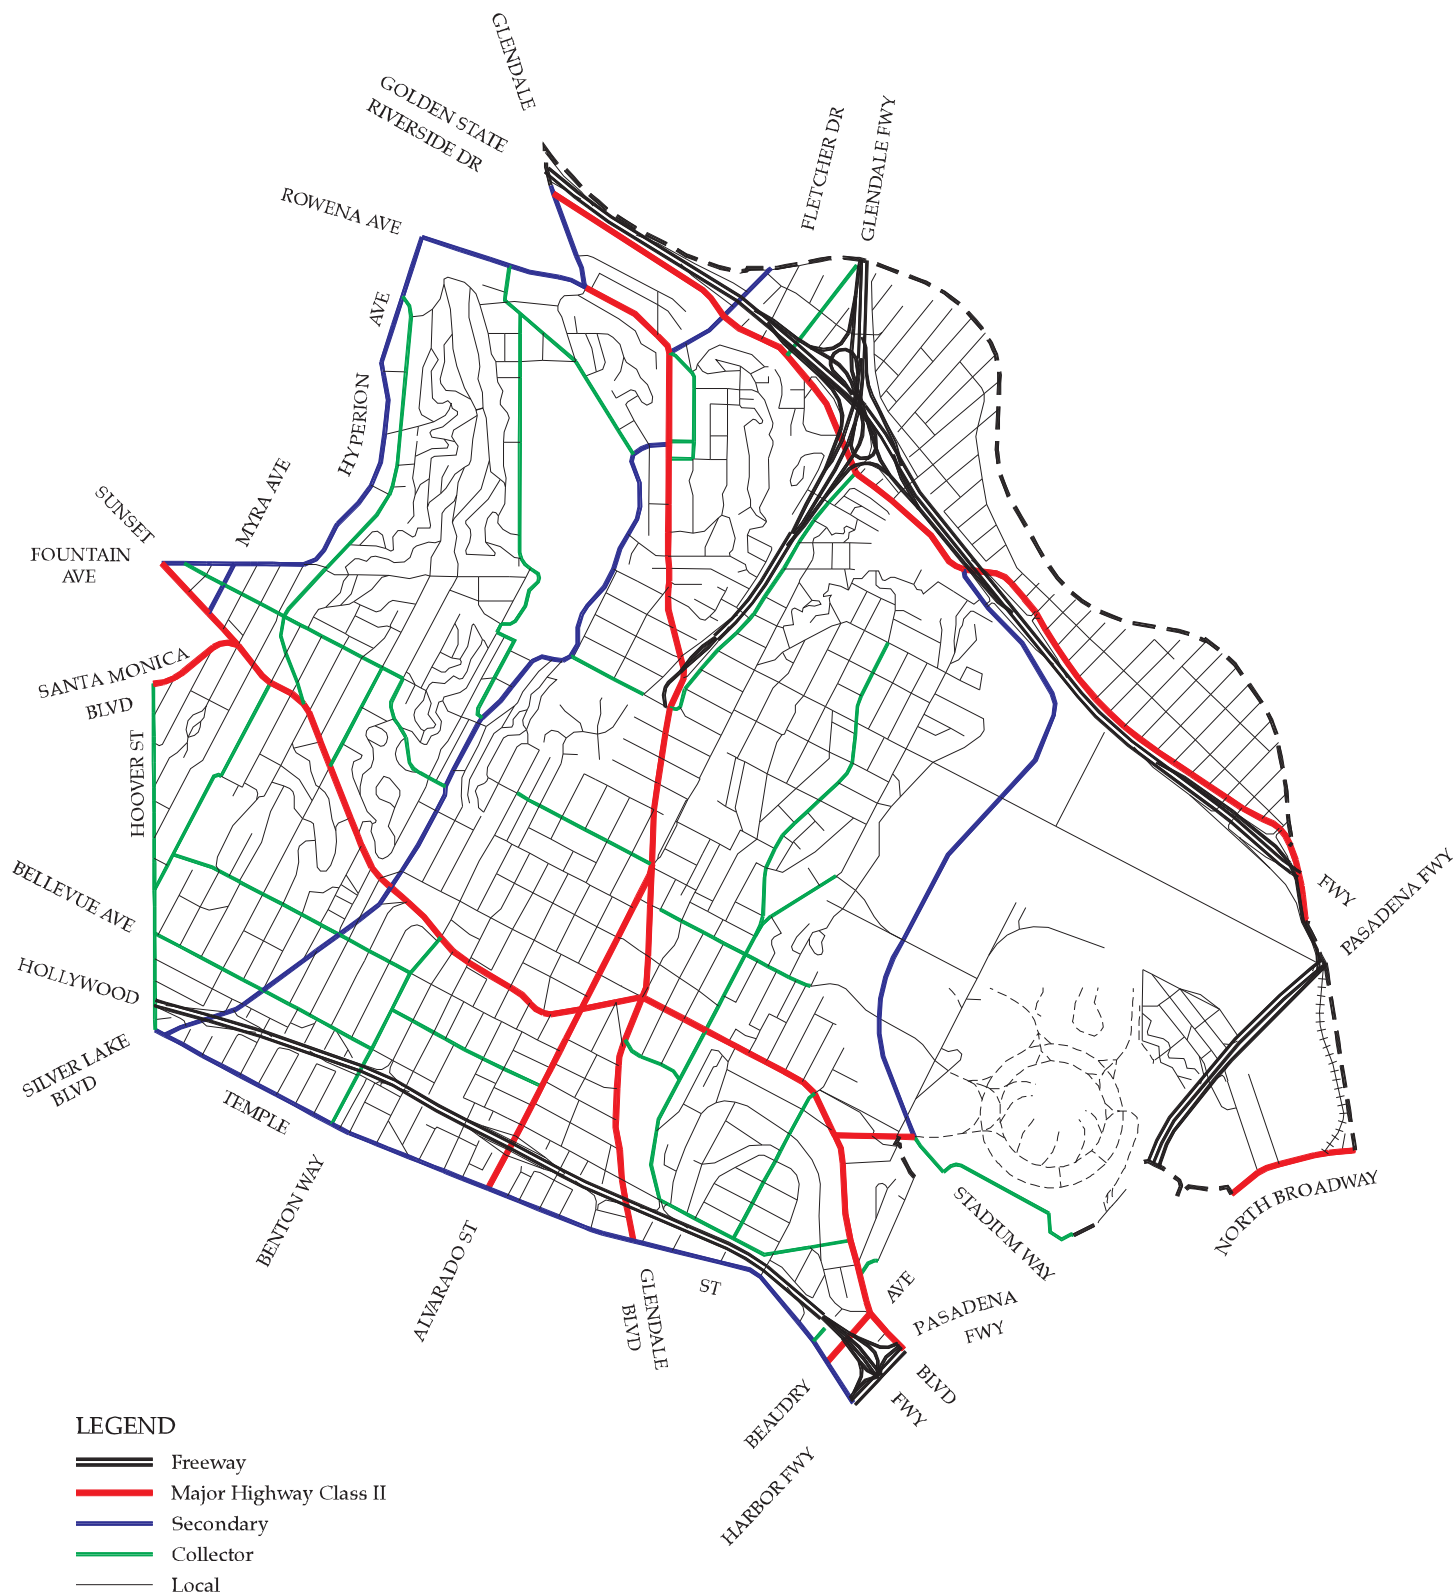 GLENDALE
GOLDEN STATE
RIVERSIDE DR
FLETCHER DR
GLENDALE FWY
ROWENA AVE
HYPERION AVE
MYRA AVE
SUNSET
FOUNTAIN
AVE
SANTA MONICA
BLVD
HOOVER ST
BELLEVUE AVE
HOLLYWOOD
SILVER LAKE
BLVD
TEMPLE
ST
BENTON WAY
ALVARADO ST
GLENDALE
BLVD
FWY
PASADENA FWY
NORTH BROADWAY
STADIUM WAY
AVE
PASADENA
FWY
BLVD
FWY
BEAUDRY
HARBOR FWY
LEGEND
Freeway
Major Highway Class II
Secondary
Collector
Local